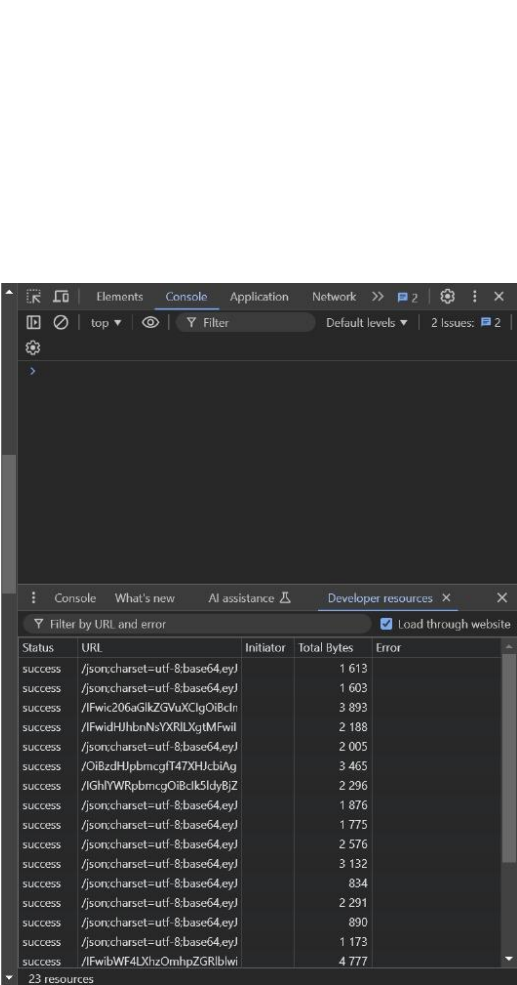 Elements Console Application Network 2
top Filter Default levels 2 Issues: 2
Console What's new AI assistance Developer resources
Filter by URL and error Load through website
Status URL Initiator Total Bytes Error
success /json;charset=utf-8;base64,eyJ 1 613
success /json;charset=utf-8;base64,eyJ 1 603
success 3 893
success 2 188
success /json;charset=utf-8;base64,eyJ 2 005
success 3 465
success 2 296
success /json;charset=utf-8;base64,eyJ 1 876
success /json;charset=utf-8;base64,eyJ 1 775
success /json;charset=utf-8;base64,eyJ 2 576
success /json;charset=utf-8;base64,eyJ 3 132
success /json;charset=utf-8;base64,eyJ 834
success /json;charset=utf-8;base64,eyJ 2 291
success /json;charset=utf-8;base64,eyJ 890
success /json;charset=utf-8;base64,eyJ 1 173
success 4 777
23 resources